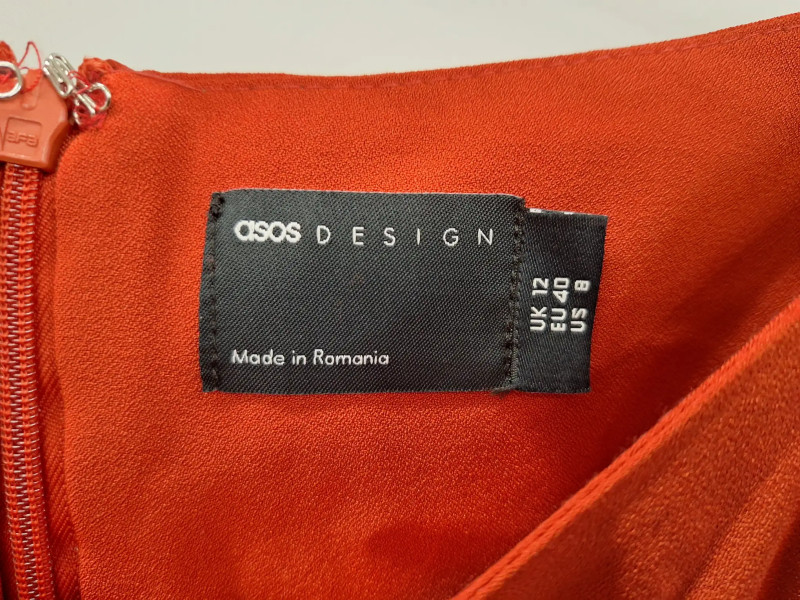 asos DESIGN
Made in Romania
UK 12
EU 40
US 8